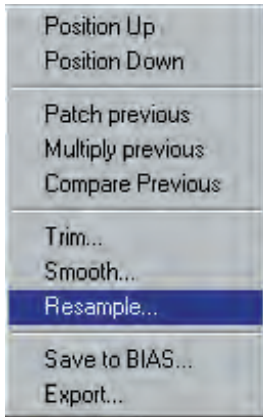 Position Up
Position Down
Patch previous
Multiply previous
Compare Previous
Trim...
Smooth...
Resample...
Save to BIAS...
Export...